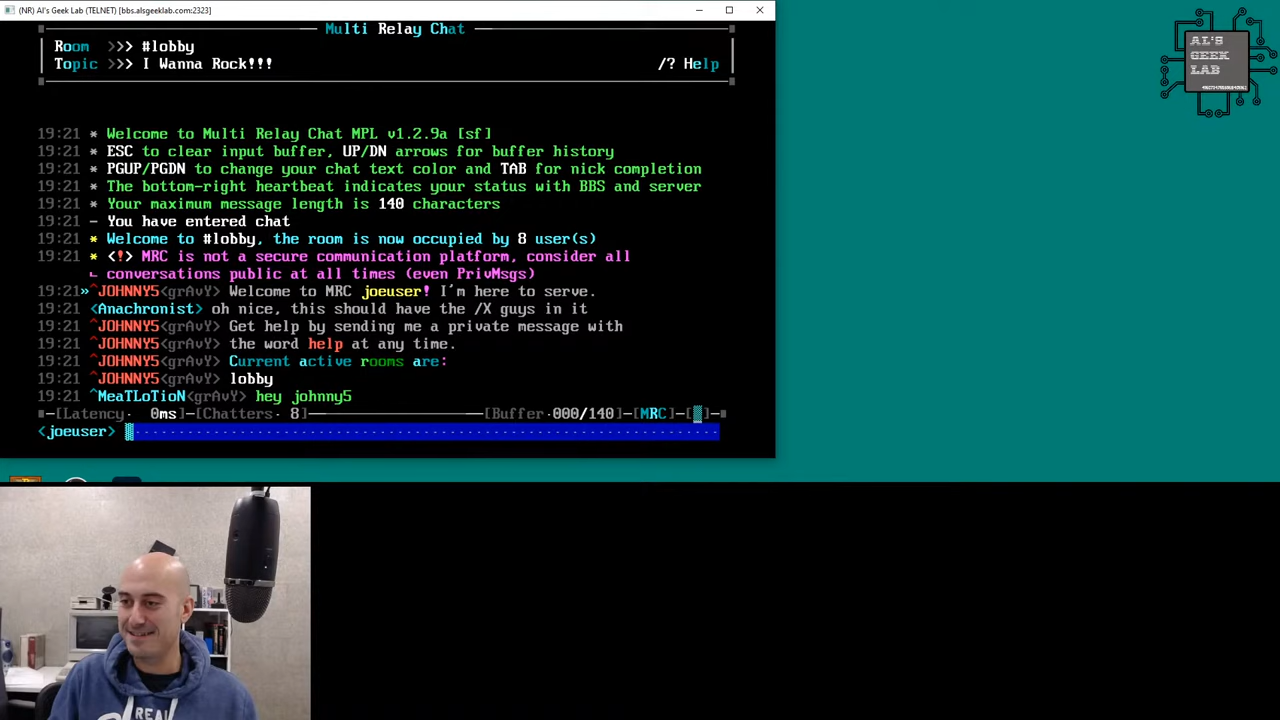 (NR) Al's Geek Lab (TELNET) [bbs.alsgeeklab.com:2323]
Multi Relay Chat
Room >>> #lobby
Topic >>> I Wanna Rock!!!
/? Help
19:21 * Welcome to Multi Relay Chat MPL v1.2.9a [sf]
19:21 * ESC to clear input buffer, UP/DN arrows for buffer history
19:21 * PGUP/PGDN to change your chat text color and TAB for nick completion
19:21 * The bottom-right heartbeat indicates your status with BBS and server
19:21 * Your maximum message length is 140 characters
19:21 - You have entered chat
19:21 * Welcome to #lobby, the room is now occupied by 8 user(s)
19:21 * <!> MRC is not a secure communication platform, consider all
conversations public at all times (even PrivMsgs)
19:21» ^JOHNNY5<grAvY> Welcome to MRC joeuser! I'm here to serve.
19:21 <Anachronist> oh nice, this should have the /X guys in it
19:21 ^JOHNNY5<grAvY> Get help by sending me a private message with
19:21 ^JOHNNY5<grAvY> the word help at any time.
19:21 ^JOHNNY5<grAvY> Current active rooms are:
19:21 ^JOHNNY5<grAvY> lobby
19:21 ^MeaTLoTioN<grAvY> hey johnny5
[Latency· 0ms]-[Chatters· 8] [Buffer·000/140]-[MRC]-[ ]
<joeuser>
AL'S
GEEK
LAB
REAL